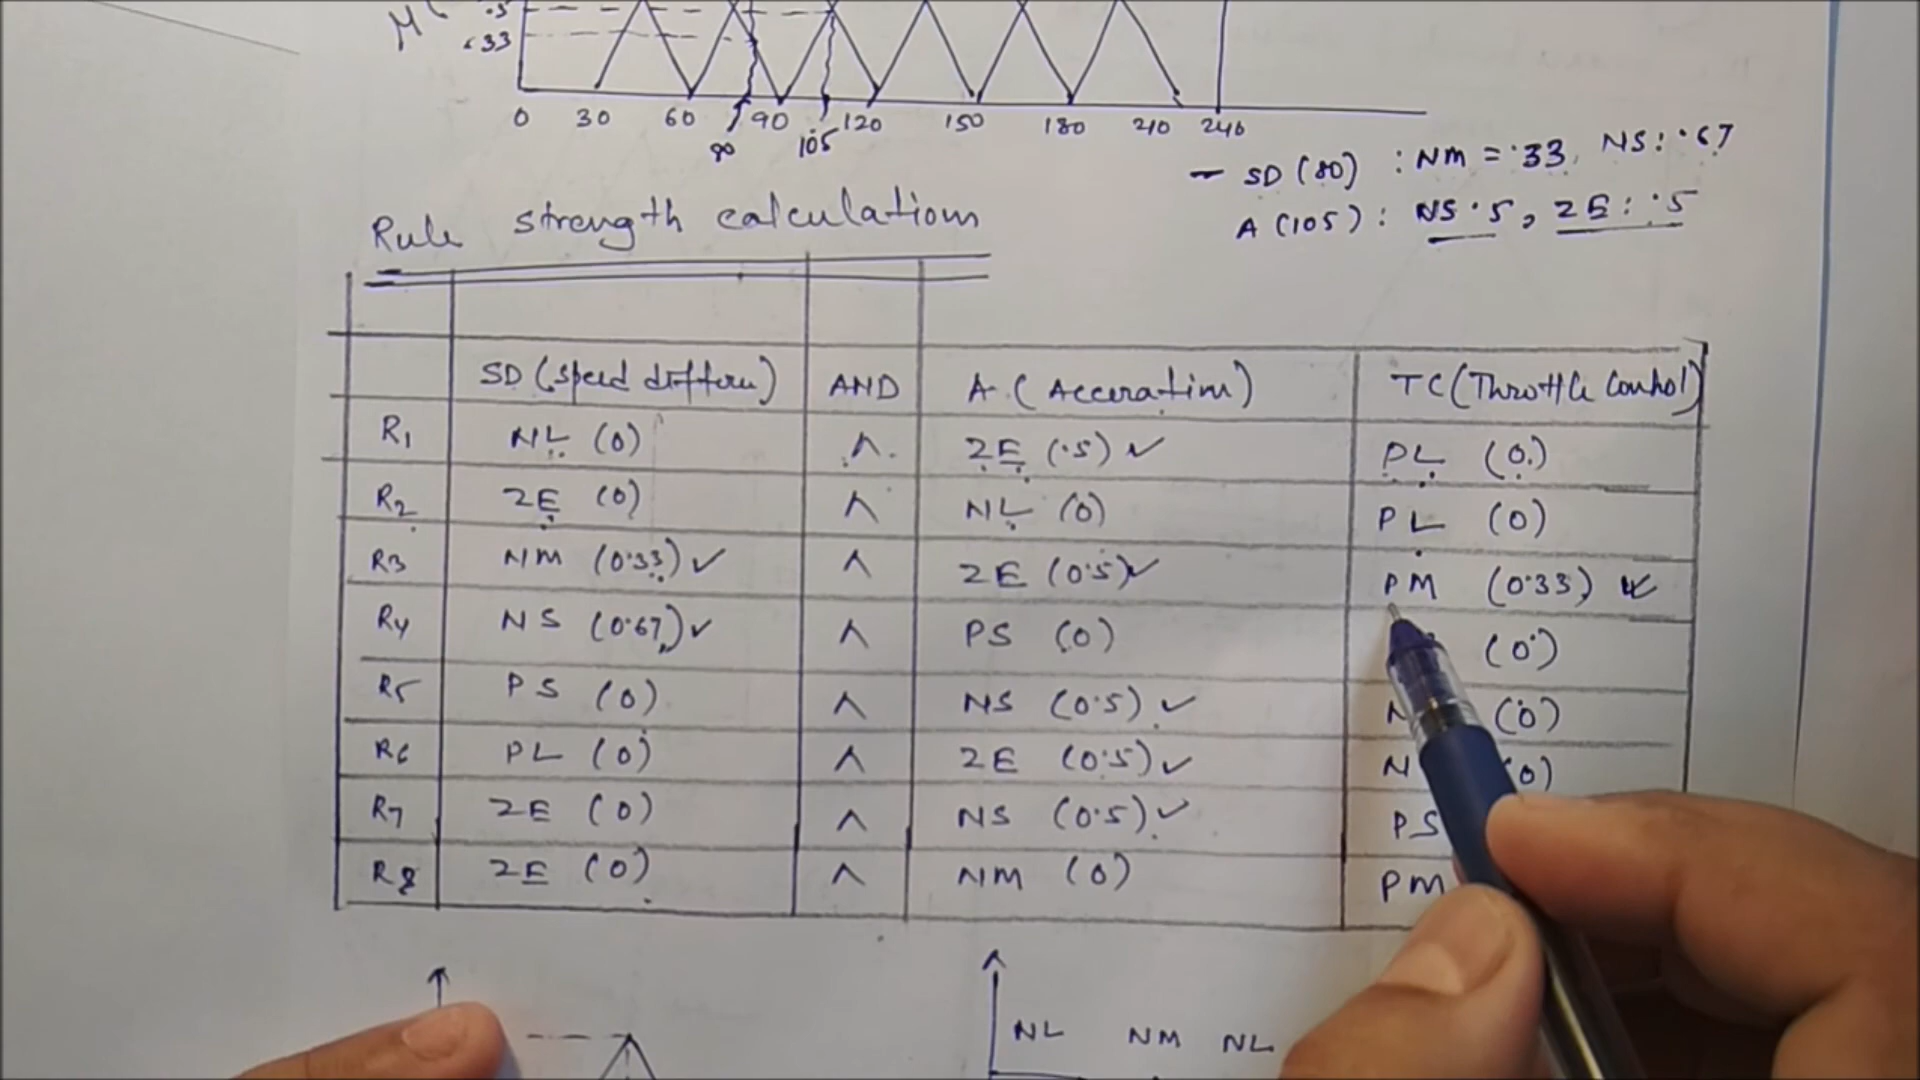 M
.5
.33
0 30 60 90 120 150 180 210 240
80 105
SD (80) : NM = .33, NS: .67
A (105) : NS .5, ZE: .5
Rule strength calculation
SD (speed differn) AND A (Acceration) TC (Throttle Conhol)
R1 NL (0) ∧ ZE (.5) ✓ PL (0)
R2 ZE (0) ∧ NL (0) PL (0)
R3 NM (0.33) ✓ ∧ ZE (0.5) ✓ PM (0.33) ✓
R4 NS (0.67) ✓ ∧ PS (0) (0)
R5 PS (0) ∧ NS (0.5) ✓ N (0)
R6 PL (0) ∧ ZE (0.5) ✓ N (0)
R7 ZE (0) ∧ NS (0.5) ✓ PS
R8 ZE (0) ∧ NM (0) PM
NL NM NL